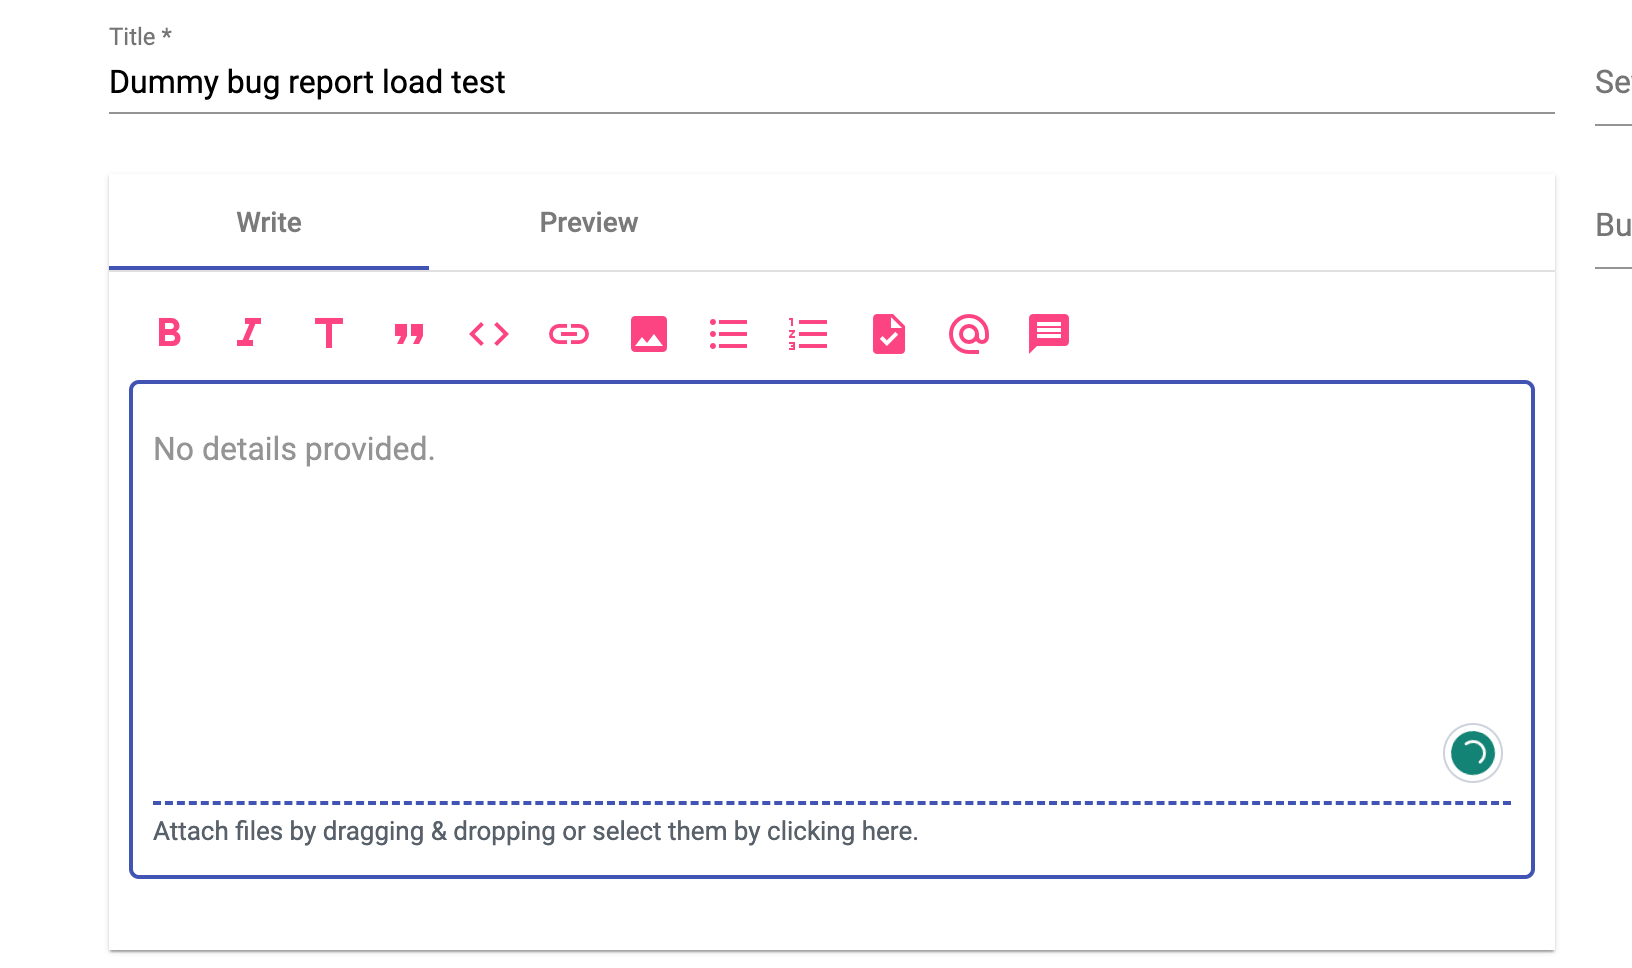 Title *
Dummy bug report load test
Se
Write
Preview
Bu
No details provided.
Attach files by dragging & dropping or select them by clicking here.